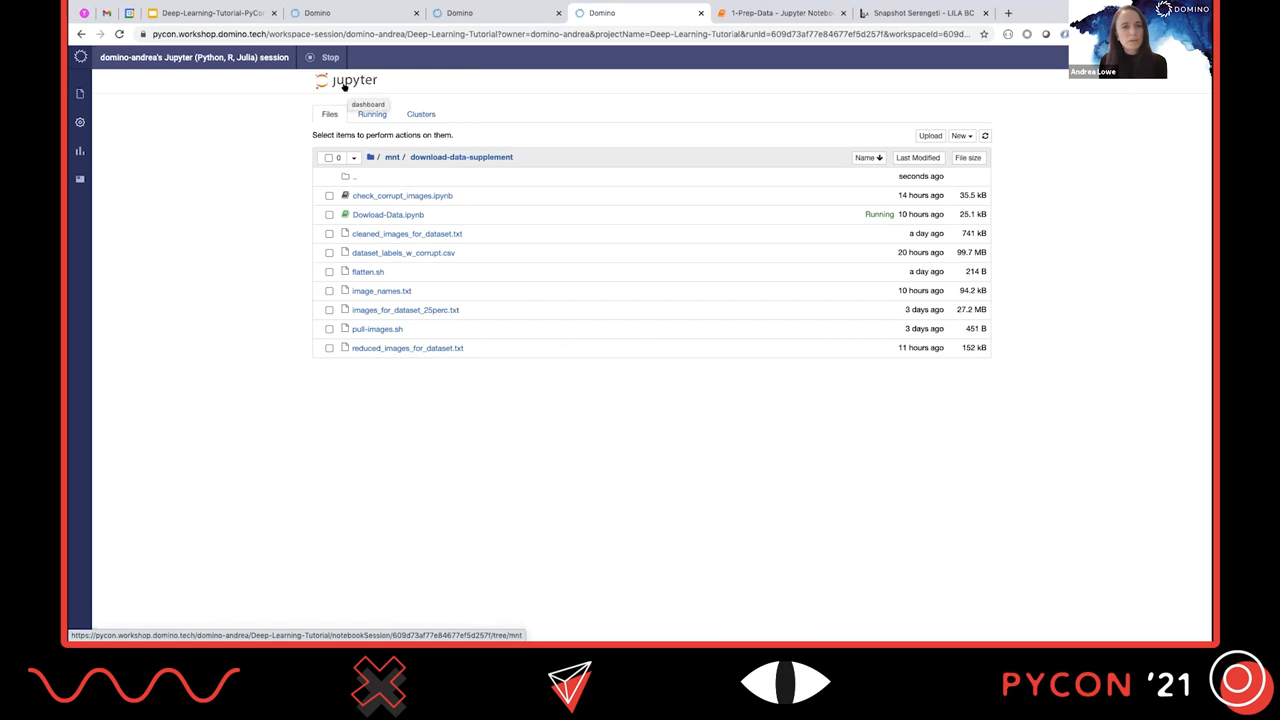 Deep-Learning-Tutorial-PyCon
Domino
Domino
Domino
1-Prep-Data - Jupyter Notebo
Snapshot Serengeti - LILA BC
pycon.workshop.domino.tech/workspace-session/domino-andrea/Deep-Learning-Tutorial?owner=domino-andrea&projectName=Deep-Learning-Tutorial&runId=609d73af77e84677ef5d257f&workspaceId=609d...
DOMINO
Andrea Lowe
domino-andrea's Jupyter (Python, R, Julia) session
Stop
jupyter
dashboard
Files
Running
Clusters
Select items to perform actions on them.
Upload
New
0
/ mnt / download-data-supplement
Name
Last Modified
File size
..
seconds ago
check_corrupt_images.ipynb
14 hours ago
35.5 kB
Dowload-Data.ipynb
Running
10 hours ago
25.1 kB
cleaned_images_for_dataset.txt
a day ago
741 kB
dataset_labels_w_corrupt.csv
20 hours ago
99.7 MB
flatten.sh
a day ago
214 B
image_names.txt
10 hours ago
94.2 kB
images_for_dataset_25perc.txt
3 days ago
27.2 MB
pull-images.sh
3 days ago
451 B
reduced_images_for_dataset.txt
11 hours ago
152 kB
https://pycon.workshop.domino.tech/domino-andrea/Deep-Learning-Tutorial/notebookSession/609d73af77e84677ef5d257f/tree/mnt
PYCON '21